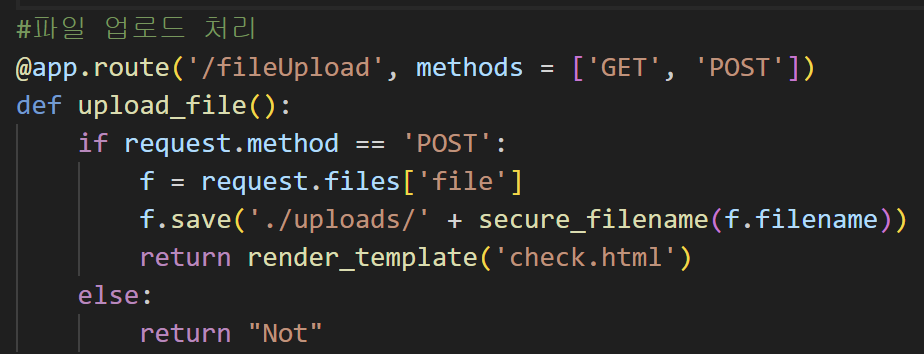 #파일 업로드 처리
@app.route('/fileUpload', methods = ['GET', 'POST'])
def upload_file():
    if request.method == 'POST':
        f = request.files['file']
        f.save('./uploads/' + secure_filename(f.filename))
        return render_template('check.html')
    else:
        return "Not"